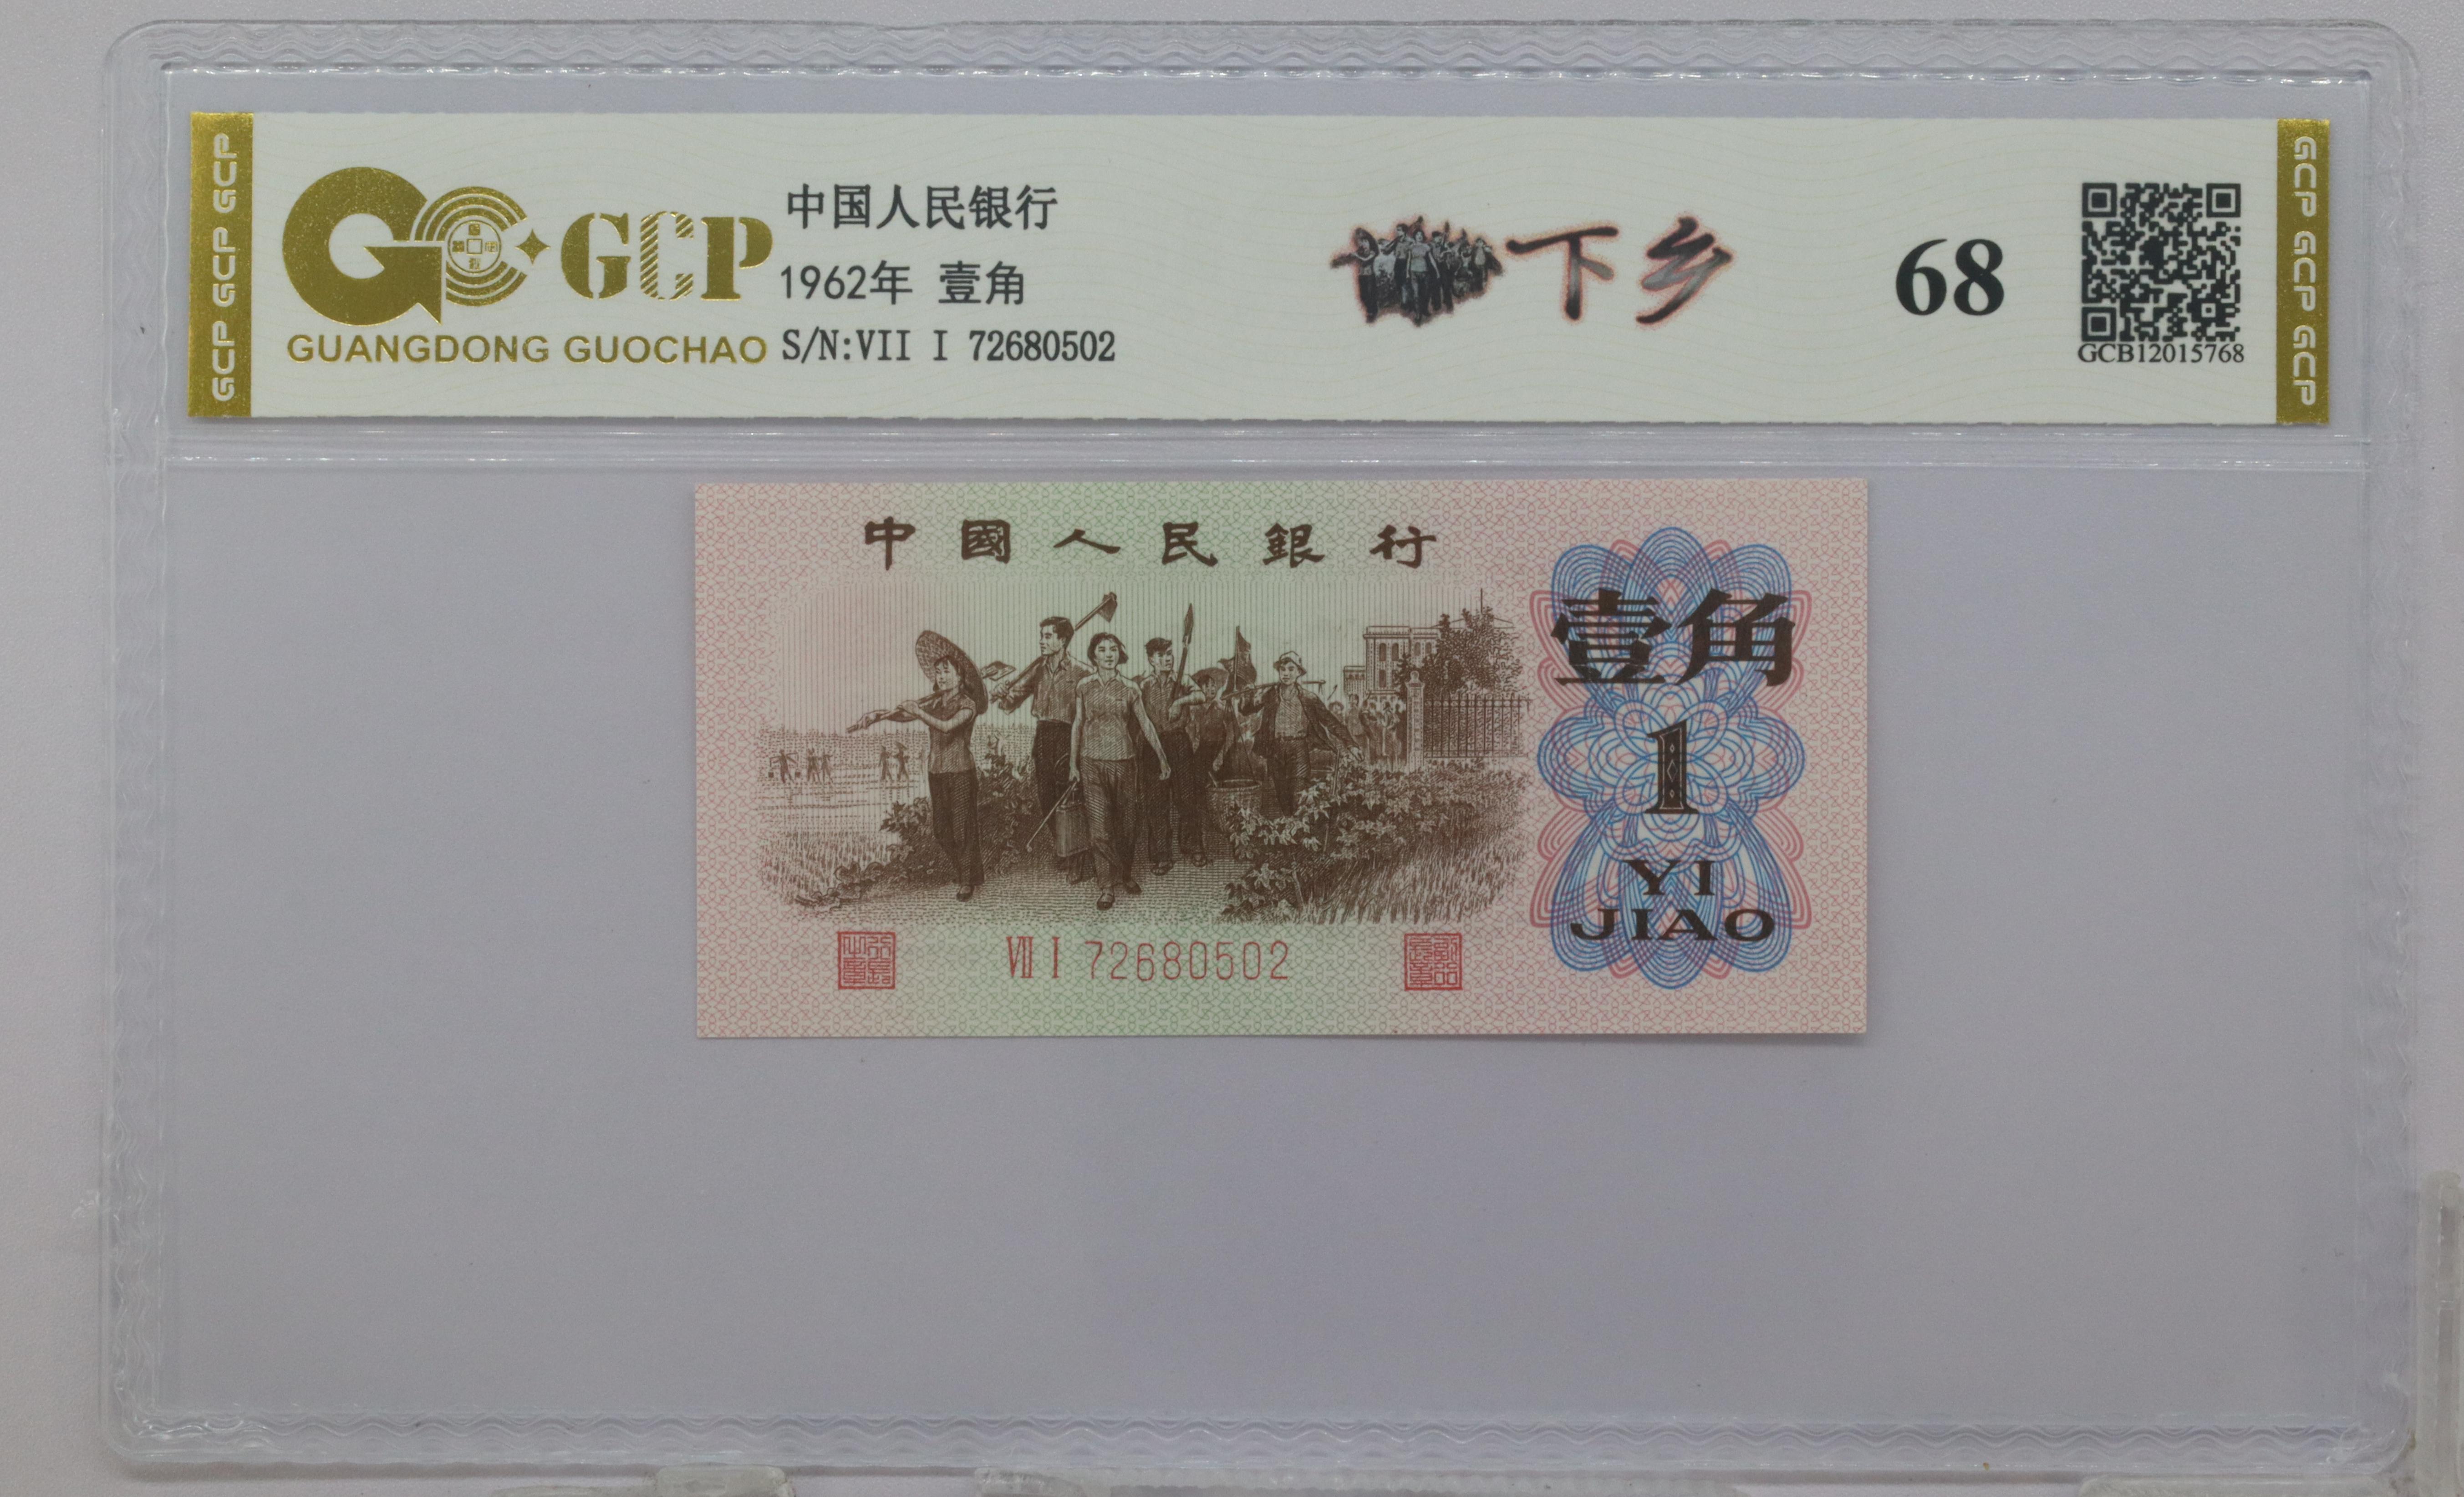 GCP GCP GCP
GCP
GUANGDONG GUOCHAO
中国人民银行
1962年 壹角
S/N:VII I 72680502
下乡
68
GCB12015768
GCP GCP GCP
中國人民銀行
壹角
1
YI
JIAO
VII I 72680502